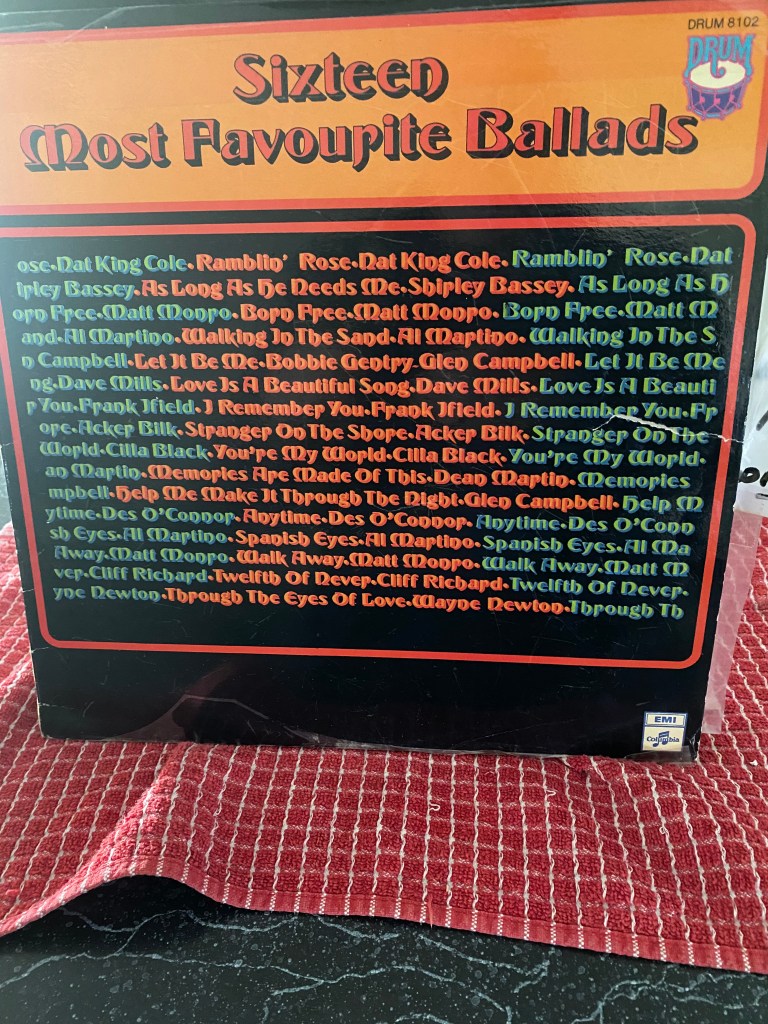 DRUM 8102
DRUM
Sixteen
Most Favourite Ballads
ose•Nat King Cole•Ramblin' Rose•Nat King Cole•Ramblin' Rose•Nat
irley Bassey•As Long As He Needs Me•Shirley Bassey•As Long As H
orn Free•Matt Monro•Born Free•Matt Monro•Born Free•Matt M
and•Al Martino•Walking In The Sand•Al Martino•Walking In The S
n Campbell•Let It Be Me•Bobbie Gentry-Glen Campbell•Let It Be Me
ng•Dave Mills•Love Is A Beautiful Song•Dave Mills•Love Is A Beauti
r You•Frank Ifield•I Remember You•Frank Ifield•I Remember You•Fr
ore•Acker Bilk•Stranger On The Shore•Acker Bilk•Stranger On The
World•Cilla Black•You're My World•Cilla Black•You're My World•
an Martin•Memories Are Made Of This•Dean Martin•Memories
mpbell•Help Me Make It Through The Night•Glen Campbell•Help M
ytime•Des O'Connor•Anytime•Des O'Connor•Anytime•Des O'Conn
sh Eyes•Al Martino•Spanish Eyes•Al Martino•Spanish Eyes•Al Ma
Away•Matt Monro•Walk Away•Matt Monro•Walk Away•Matt M
ver•Cliff Richard•Twelfth Of Never•Cliff Richard•Twelfth Of Never•
yne Newton•Through The Eyes Of Love•Wayne Newton•Through Th
EMI
Columbia